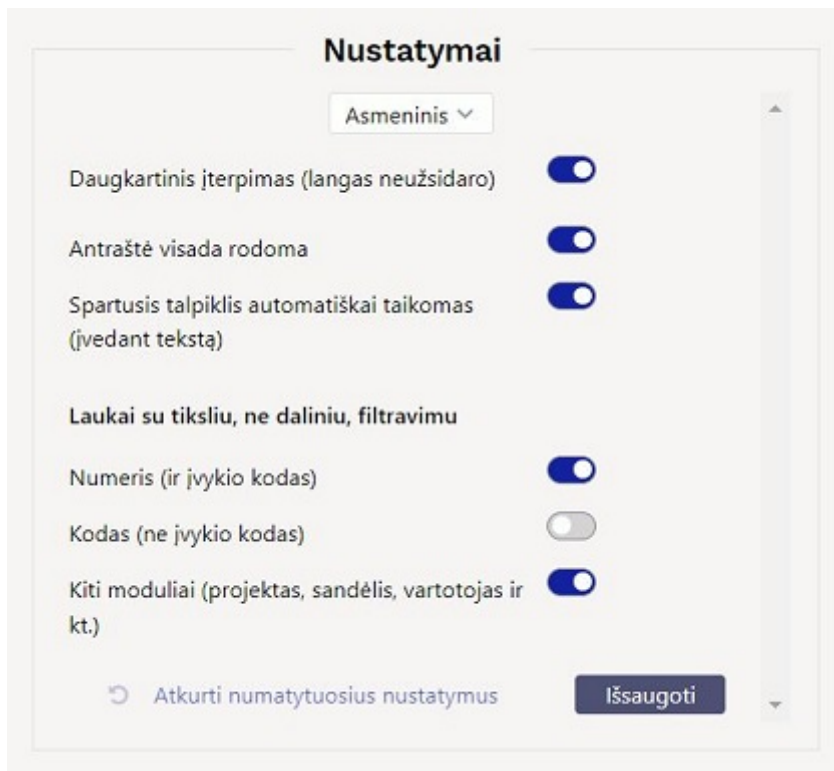 Nustatymai
Asmeninis
Daugkartinis įterpimas (langas neužsidaro)
Antraštė visada rodoma
Spartusis talpiklis automatiškai taikomas
(įvedant tekstą)
Laukai su tiksliu, ne daliniu, filtravimu
Numeris (ir įvykio kodas)
Kodas (ne įvykio kodas)
Kiti moduliai (projektas, sandėlis, vartotojas ir
kt.)
Atkurti numatytuosius nustatymus
Išsaugoti